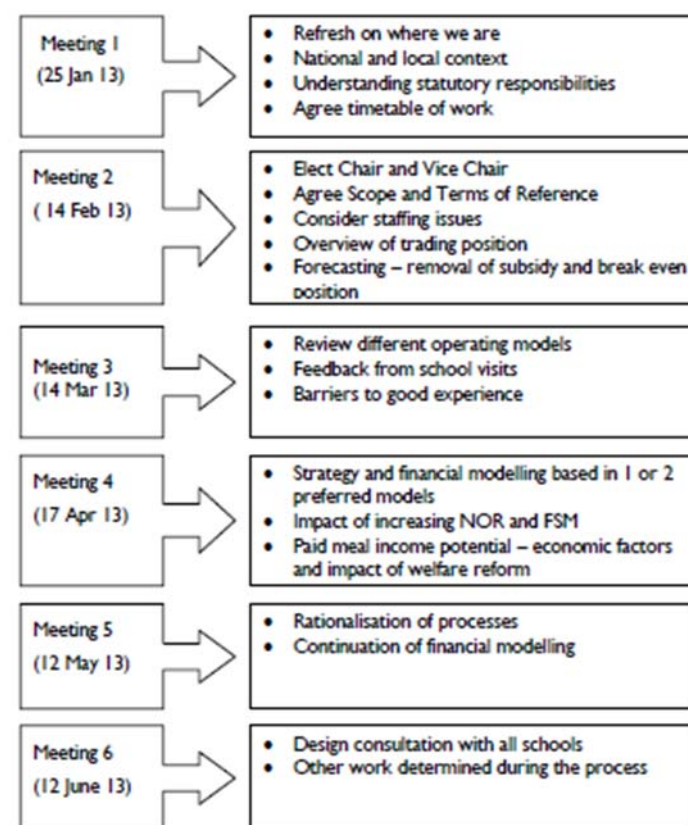 Meeting 1
(25 Jan 13)
• Refresh on where we are
• National and local context
• Understanding statutory responsibilities
• Agree timetable of work
Meeting 2
( 14 Feb 13)
• Elect Chair and Vice Chair
• Agree Scope and Terms of Reference
• Consider staffing issues
• Overview of trading position
• Forecasting – removal of subsidy and break even
position
Meeting 3
(14 Mar 13)
• Review different operating models
• Feedback from school visits
• Barriers to good experience
Meeting 4
(17 Apr 13)
• Strategy and financial modelling based in 1 or 2
preferred models
• Impact of increasing NOR and FSM
• Paid meal income potential – economic factors
and impact of welfare reform
Meeting 5
(12 May 13)
• Rationalisation of processes
• Continuation of financial modelling
Meeting 6
(12 June 13)
• Design consultation with all schools
• Other work determined during the process